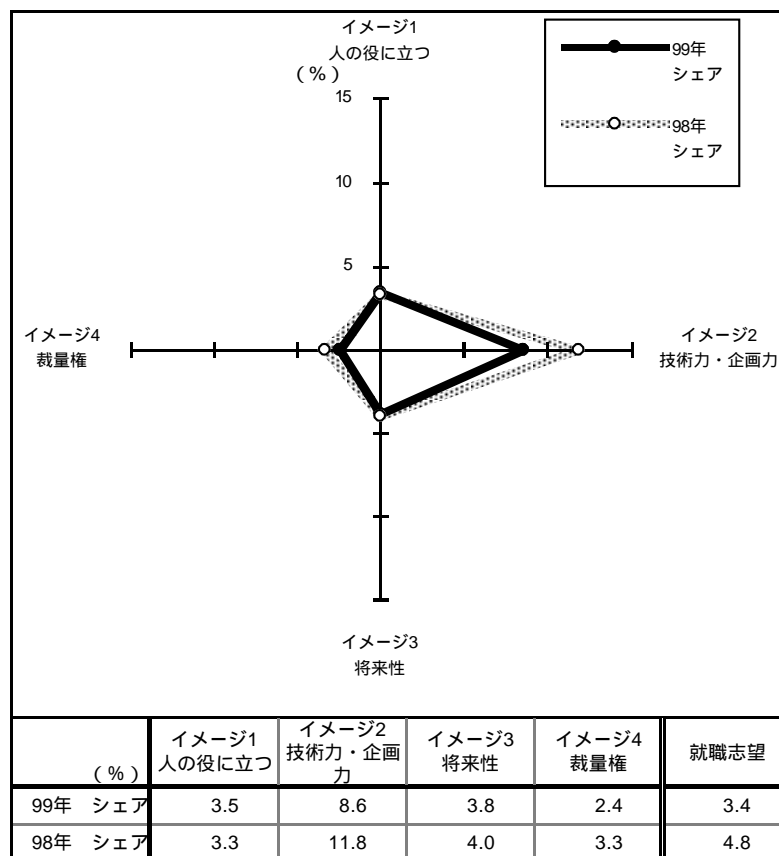 イメージ1
人の役に立つ
(%)
15
10
5
99年
シェア
98年
シェア
イメージ4
裁量権
イメージ2
技術力・企画力
イメージ3
将来性
(%)
イメージ1
人の役に立つ
イメージ2
技術力・企画
力
イメージ3
将来性
イメージ4
裁量権
就職志望
99年 シェア 3.5 8.6 3.8 2.4 3.4
98年 シェア 3.3 11.8 4.0 3.3 4.8